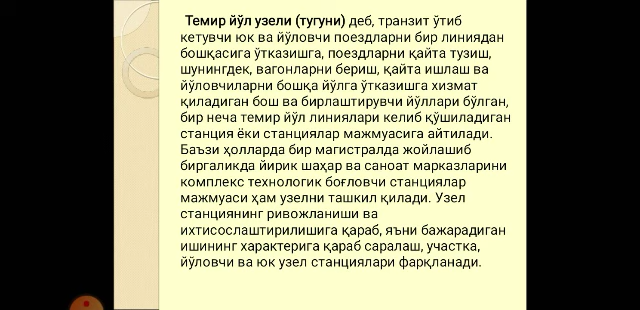 Темир йўл узели (тугуни) деб, транзит ўтиб
кетувчи юк ва йўловчи поездларни бир линиядан
бошқасига ўтказишга, поездларни қайта тузиш,
шунингдек, вагонларни бериш, қайта ишлаш ва
йўловчиларни бошқа йўлга ўтказишга хизмат
қиладиган бош ва бирлаштирувчи йўллари бўлган,
бир неча темир йўл линиялари келиб қўшиладиган
станция ёки станциялар мажмуасига айтилади.
Баъзи ҳолларда бир магистралда жойлашиб
биргаликда йирик шаҳар ва саноат марказларини
комплекс технологик боғловчи станциялар
мажмуаси ҳам узелни ташкил қилади. Узел
станциянинг ривожланиши ва
ихтисослаштирилишига қараб, яъни бажарадиган
ишининг характерига қараб саралаш, участка,
йўловчи ва юк узел станциялари фарқланади.